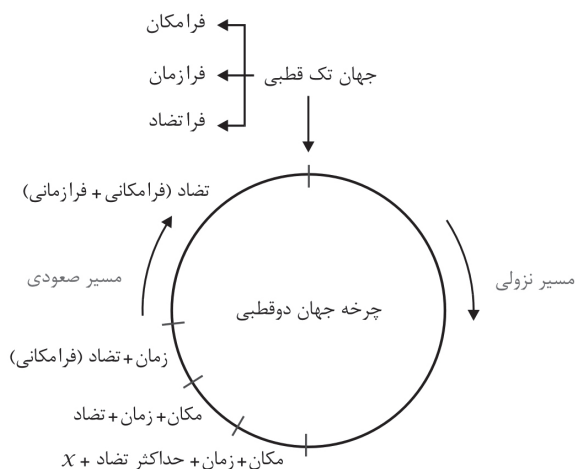 فرامکان
جهان تک قطبی
فرازمان
فراتضاد
تضاد (فرامکانی + فرازمانی)
مسیر صعودی
مسیر نزولی
چرخه جهان دوقطبی
زمان + تضاد (فرامکانی)
مکان + زمان + تضاد
مکان + زمان + حداکثر تضاد + x